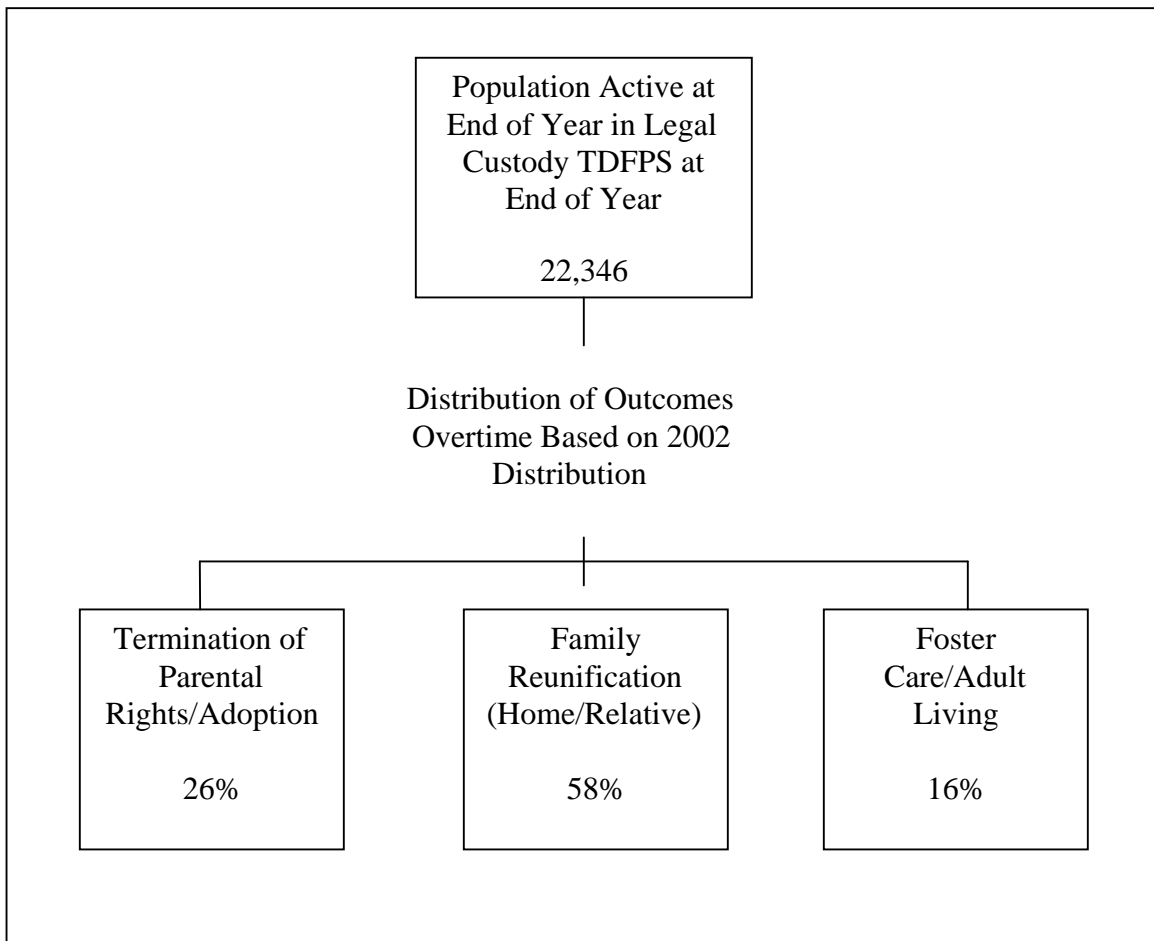 Population Active at
End of Year in Legal
Custody TDFPS at
End of Year
22,346
Distribution of Outcomes
Overtime Based on 2002
Distribution
Termination of
Parental
Rights/Adoption
26%
Family
Reunification
(Home/Relative)
58%
Foster
Care/Adult
Living
16%